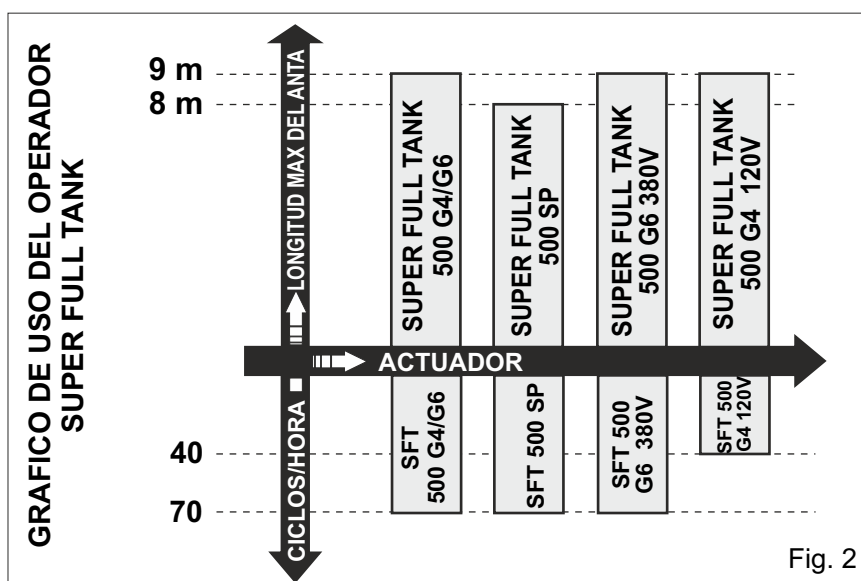 GRAFICO DE USO DEL OPERADOR
SUPER FULL TANK
9 m
8 m
LONGITUD MAX DEL ANTA
SUPER FULL TANK
500 G4/G6
SUPER FULL TANK
500 SP
SUPER FULL TANK
500 G6 380V
SUPER FULL TANK
500 G4 120V
ACTUADOR
CICLOS/HORA
40
70
SFT
500 G4/G6
SFT 500 SP
SFT 500
G6 380V
SFT 500
G4 120V
Fig. 2